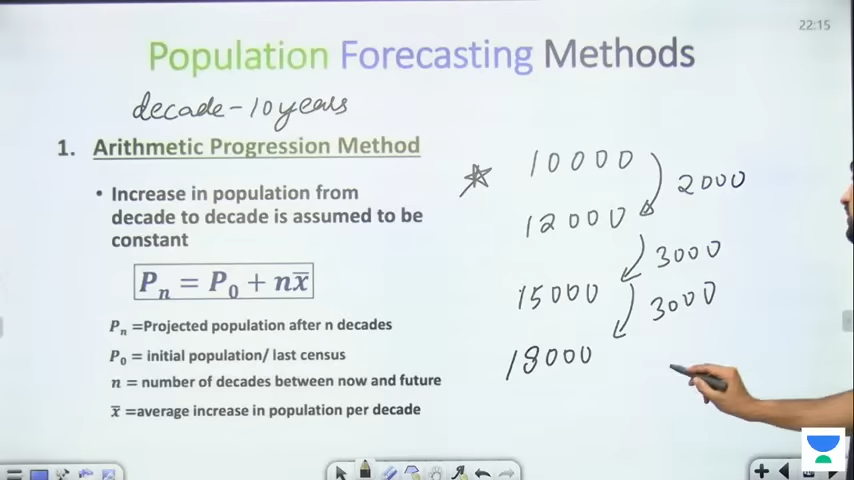 22:15
Population Forecasting Methods
decade - 10 years
1. Arithmetic Progression Method
• Increase in population from
decade to decade is assumed to be
constant
Pₙ = P₀ + nx̅
Pₙ =Projected population after n decades
P₀ = initial population/ last census
n = number of decades between now and future
x̅ =average increase in population per decade
10000
2000
12000
3000
15000
3000
18000